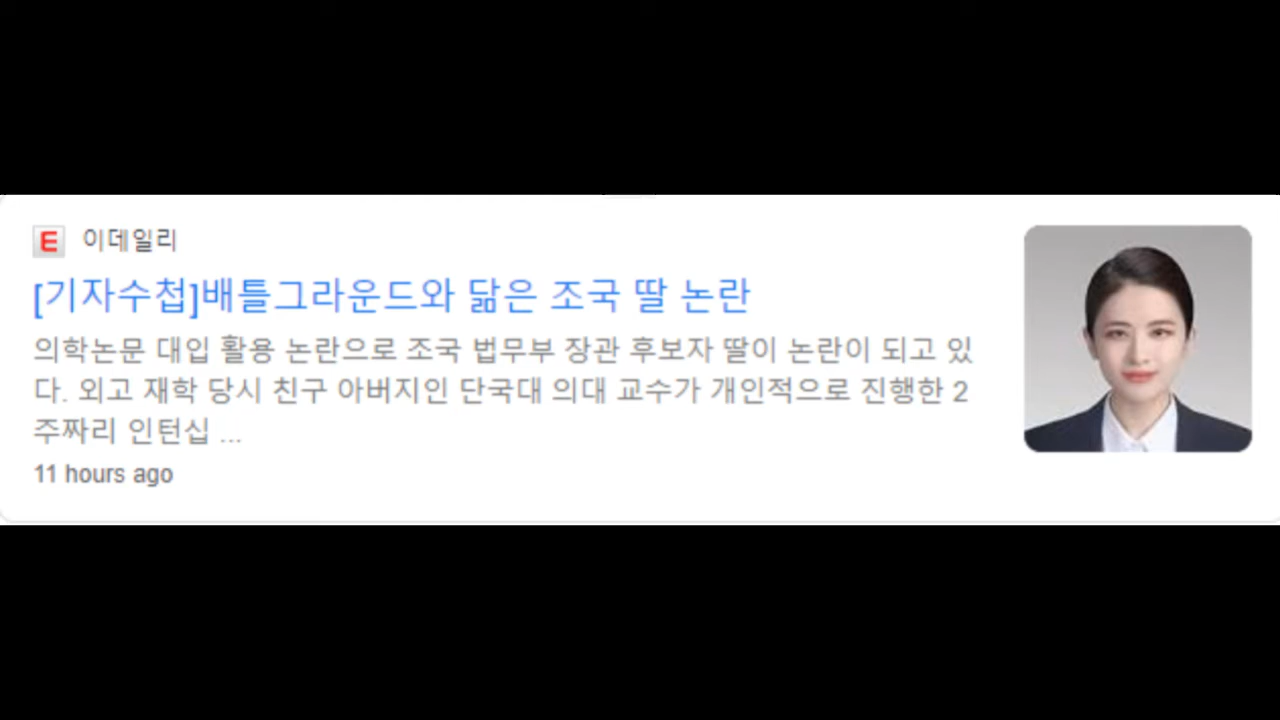 E 이데일리
[기자수첩]배틀그라운드와 닮은 조국 딸 논란
의학논문 대입 활용 논란으로 조국 법무부 장관 후보자 딸이 논란이 되고 있
다. 외고 재학 당시 친구 아버지인 단국대 의대 교수가 개인적으로 진행한 2
주짜리 인턴십 ...
11 hours ago